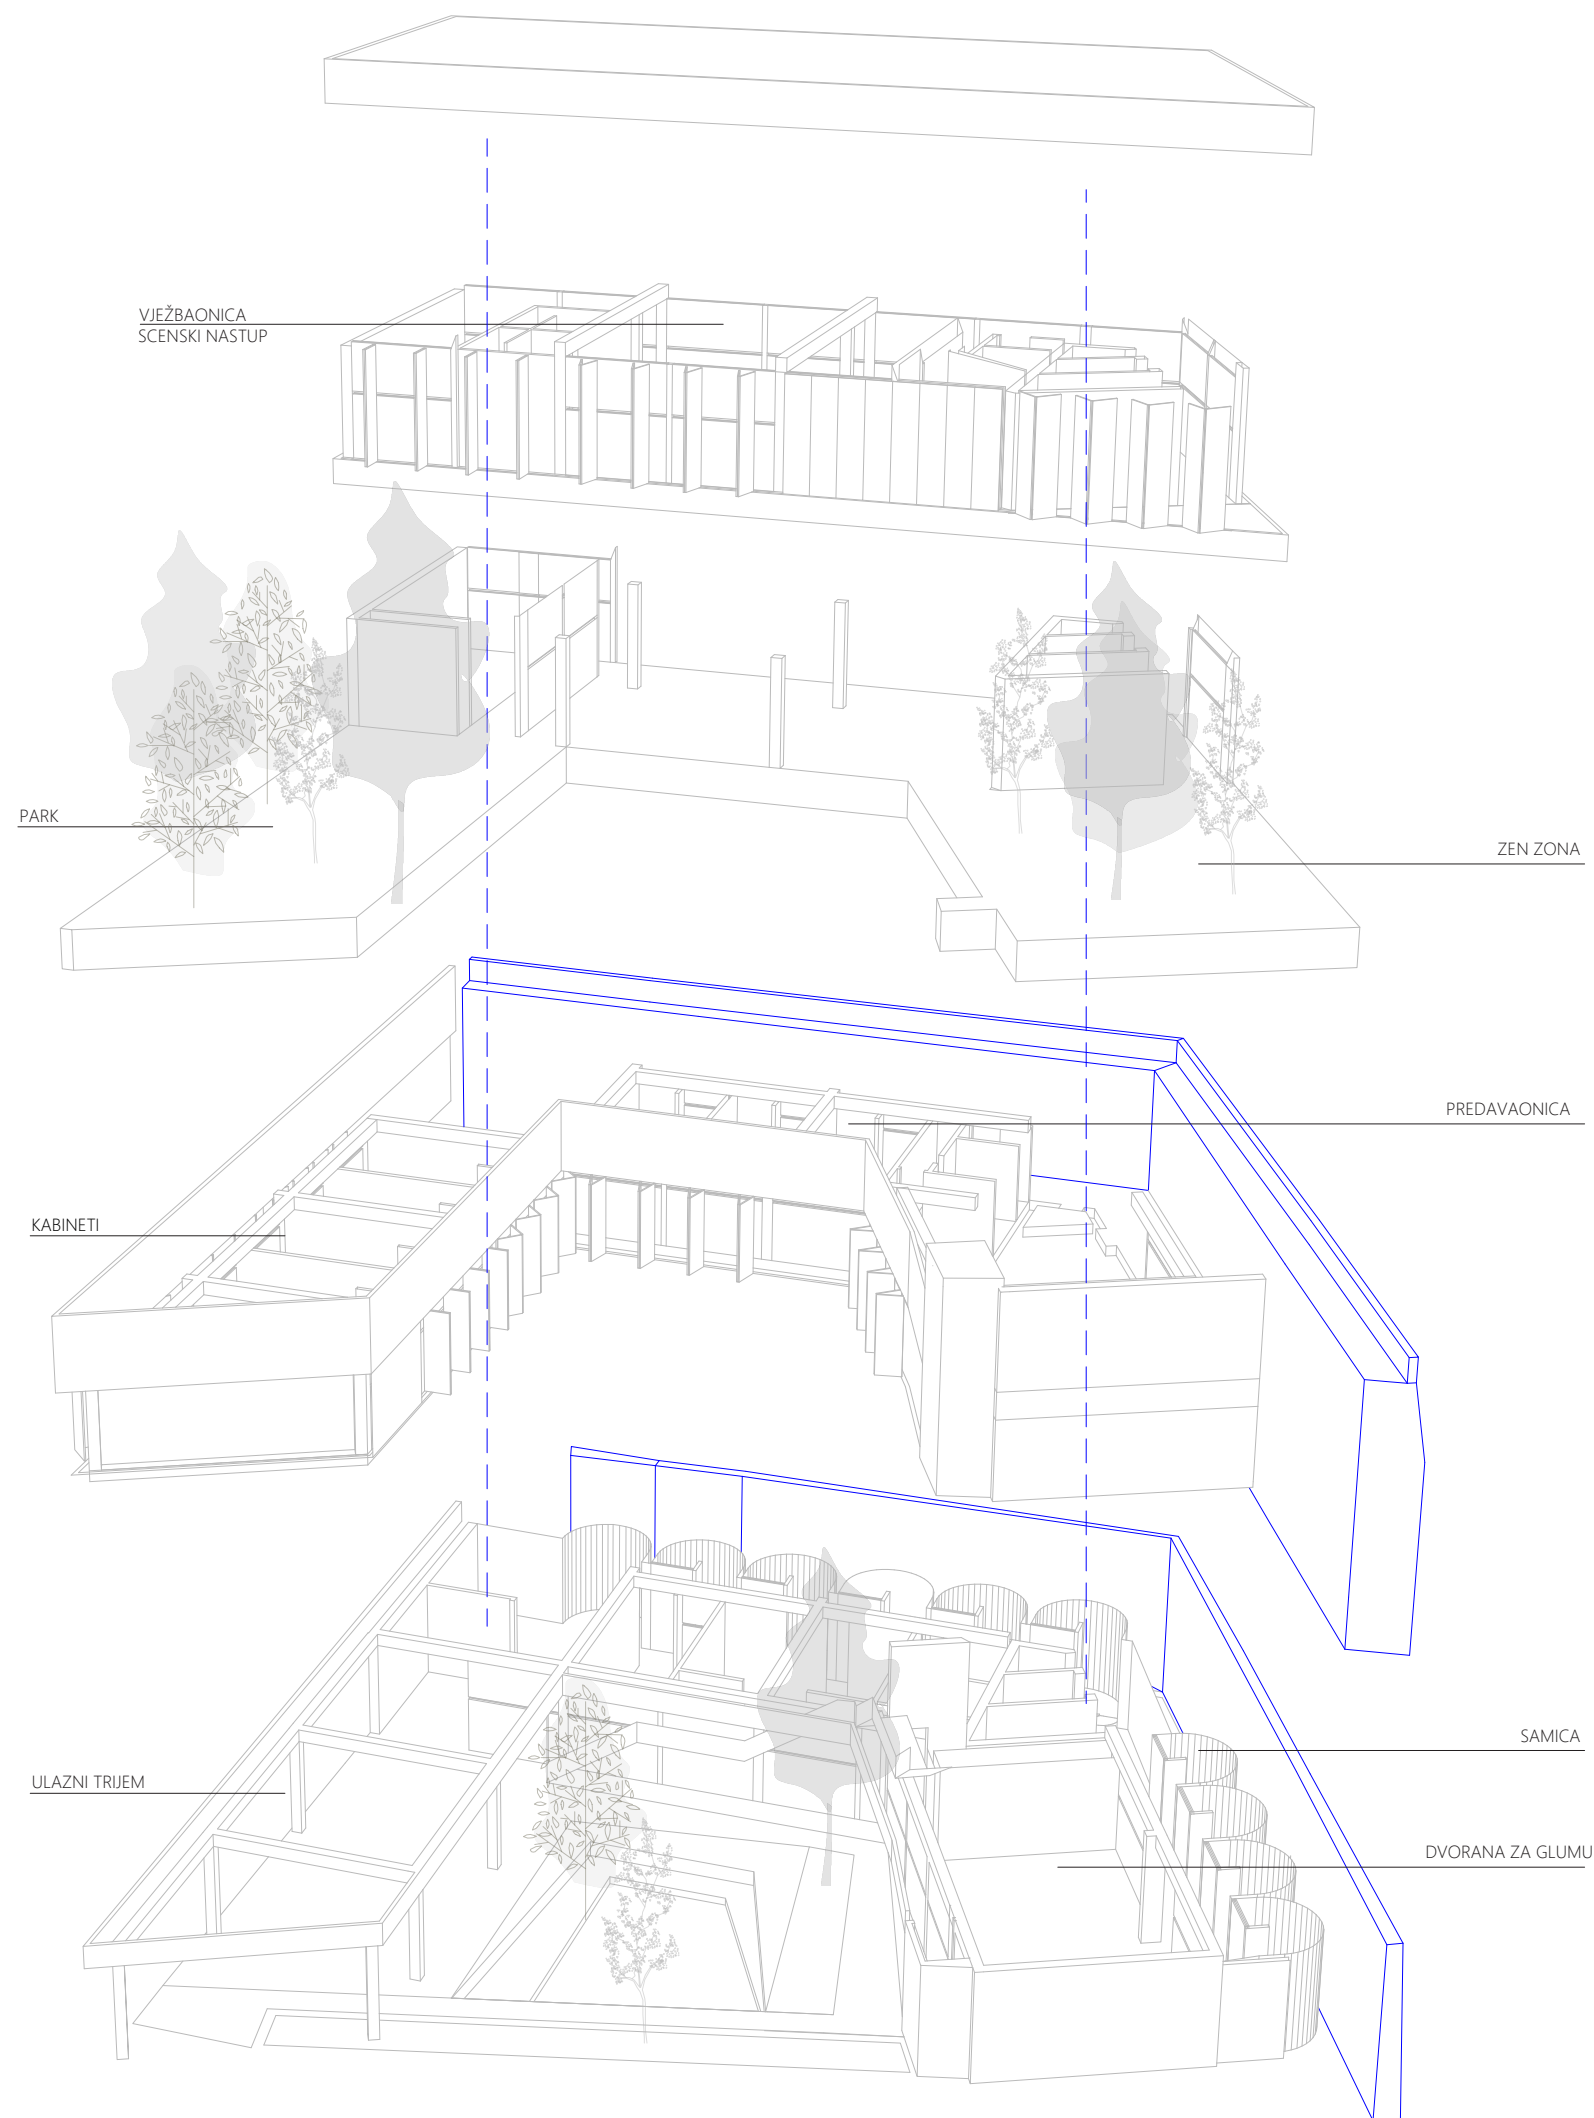 VJEŽBAONICA
SCENSKI NASTUP
PARK
ZEN ZONA
PREDAVAONICA
KABINETI
SAMICA
ULAZNI TRIJEM
DVORANA ZA GLUMU